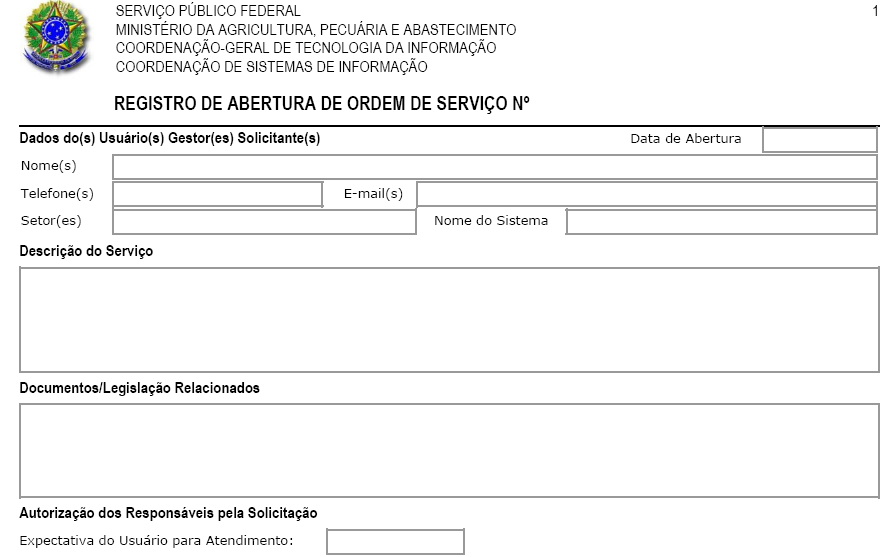 SERVIÇO PÚBLICO FEDERAL 1
MINISTÉRIO DA AGRICULTURA, PECUÁRIA E ABASTECIMENTO
COORDENAÇÃO-GERAL DE TECNOLOGIA DA INFORMAÇÃO
COORDENAÇÃO DE SISTEMAS DE INFORMAÇÃO
REGISTRO DE ABERTURA DE ORDEM DE SERVIÇO Nº
Dados do(s) Usuário(s) Gestor(es) Solicitante(s) Data de Abertura
Nome(s)
Telefone(s) E-mail(s)
Setor(es) Nome do Sistema
Descrição do Serviço
Documentos/Legislação Relacionados
Autorização dos Responsáveis pela Solicitação
Expectativa do Usuário para Atendimento: